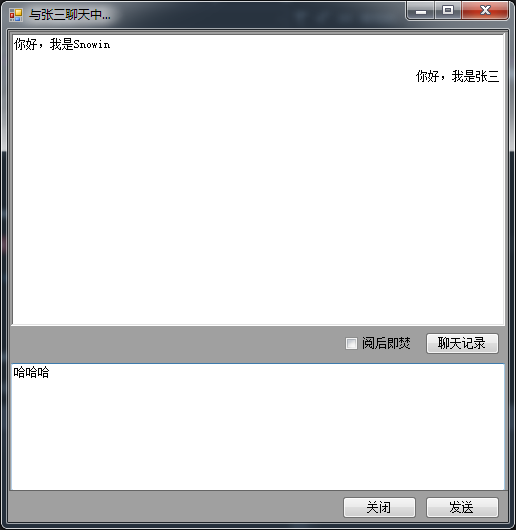 与张三聊天中...
你好，我是Snowin
你好，我是张三
阅后即焚
聊天记录
哈哈哈
关闭
发送